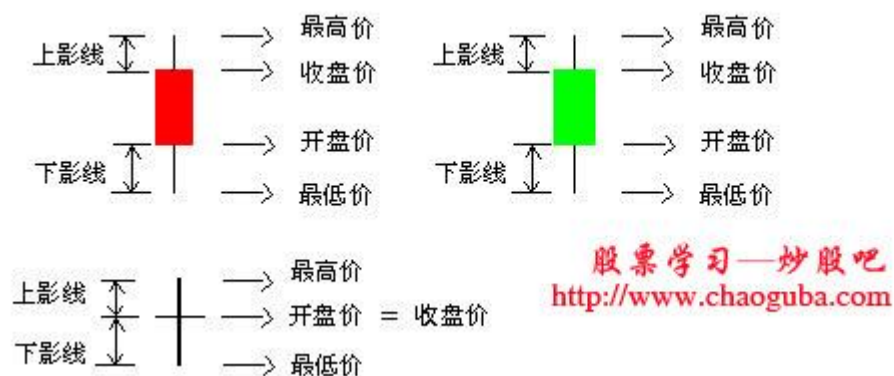 上影线
最高价
收盘价
开盘价
下影线
最低价
上影线
最高价
收盘价
开盘价
下影线
最低价
股票学习—炒股吧
http://www.chaoguba.com
上影线
最高价
开盘价 = 收盘价
下影线
最低价